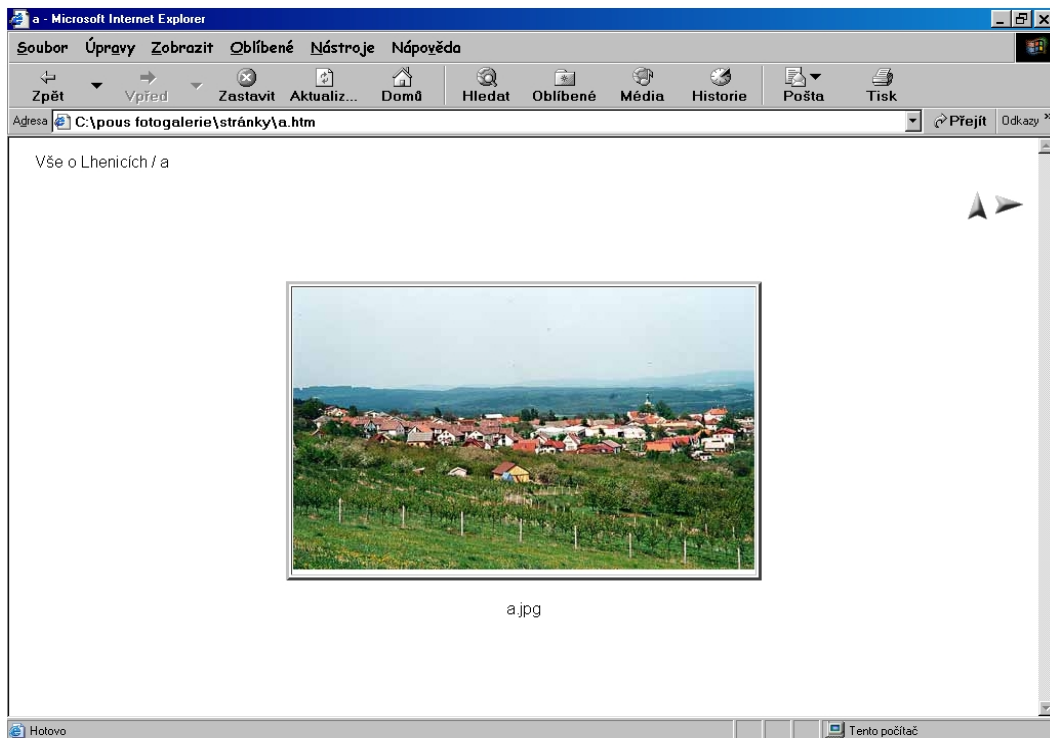 a - Microsoft Internet Explorer
Soubor Úpravy Zobrazit Oblíbené Nástroje Nápověda
Zpět Vpřed Zastavit Aktualiz... Domů Hledat Oblíbené Média Historie Pošta Tisk
Adresa C:\pous fotogalerie\stránky\a.htm Přejít Odkazy »
Vše o Lhenicích / a
a.jpg
Hotovo Tento počítač